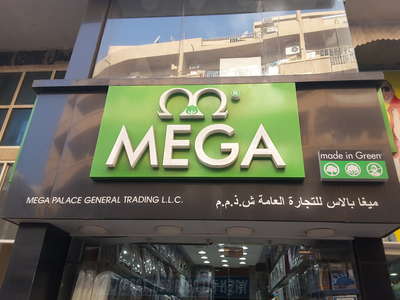 MEGA
made in Green
MEGA PALACE GENERAL TRADING L.L.C.
ميغا بالاس للتجارة العامة ش.ذ.م.م